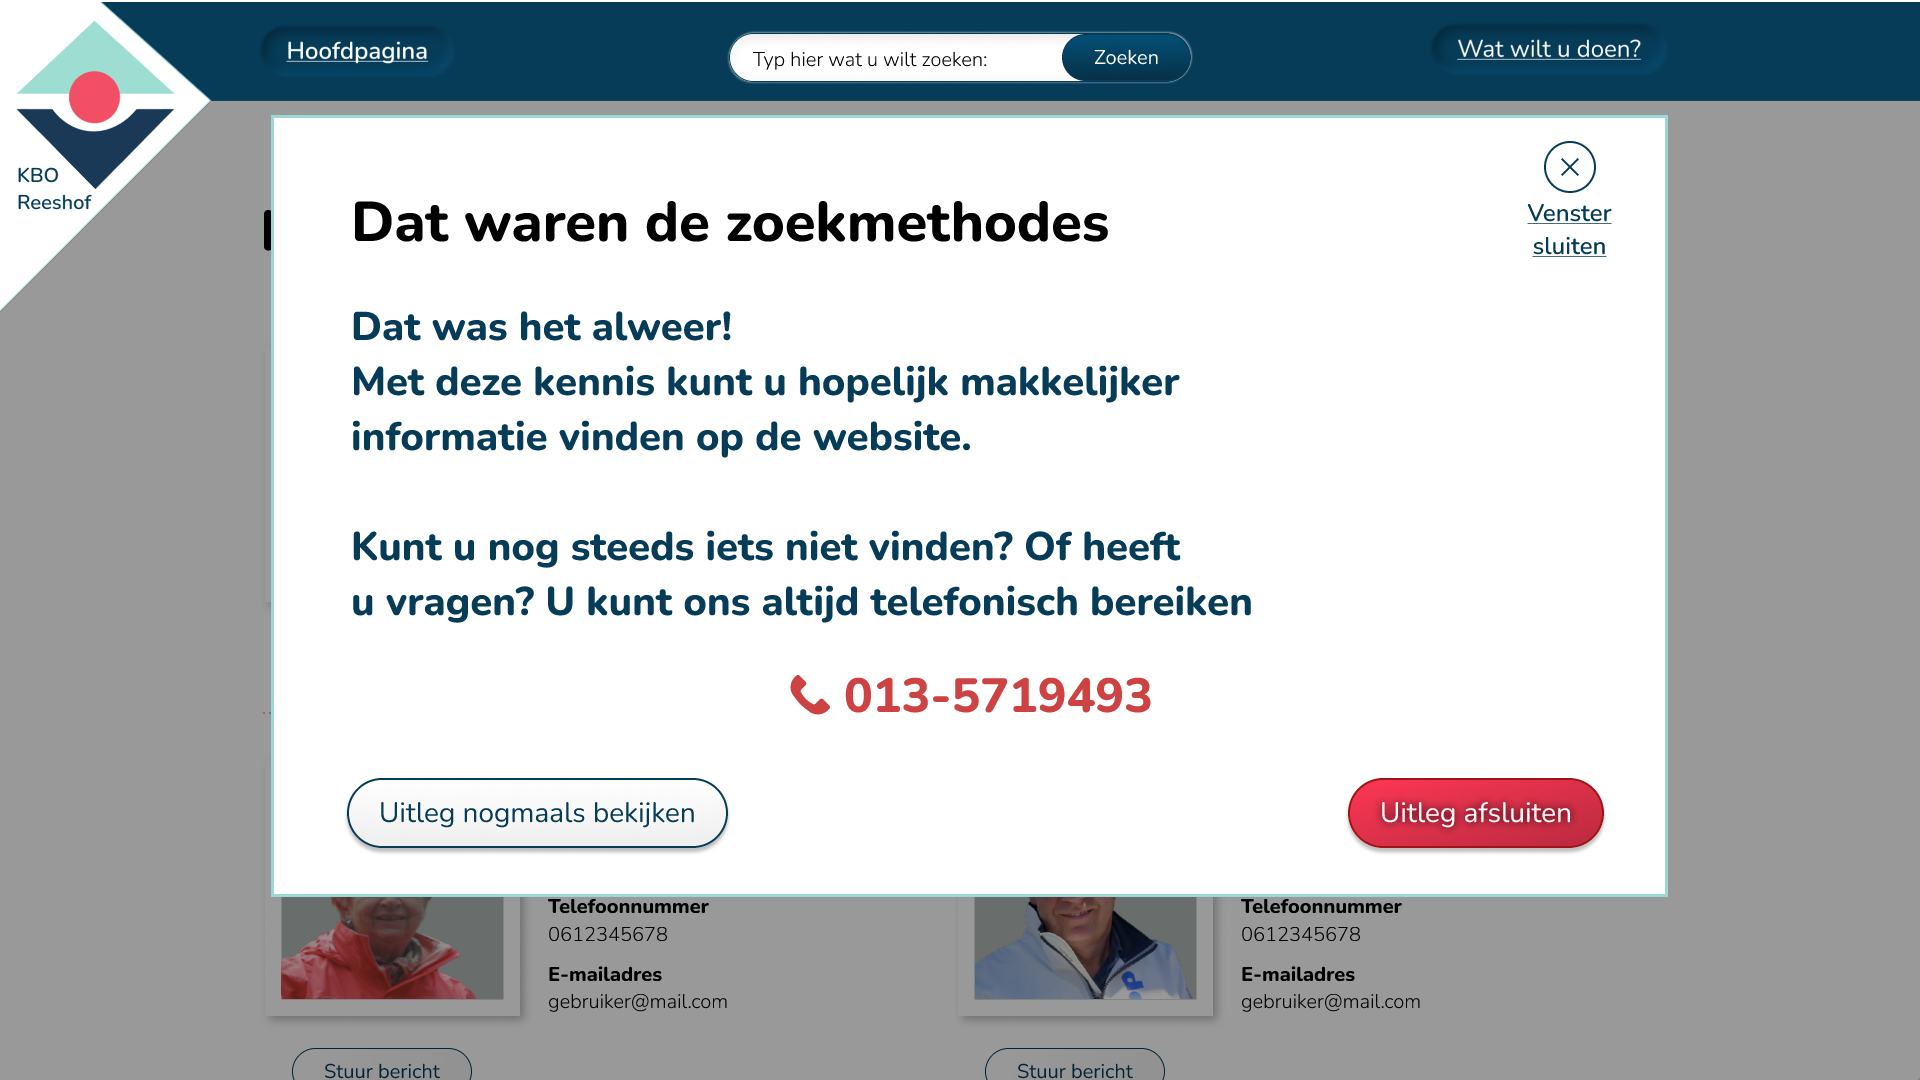 Hoofdpagina
Typ hier wat u wilt zoeken:
Zoeken
Wat wilt u doen?
KBO
Reeshof
Venster
sluiten
Dat waren de zoekmethodes
Dat was het alweer!
Met deze kennis kunt u hopelijk makkelijker
informatie vinden op de website.
Kunt u nog steeds iets niet vinden? Of heeft
u vragen? U kunt ons altijd telefonisch bereiken
013-5719493
Uitleg nogmaals bekijken
Uitleg afsluiten
Telefoonnummer
0612345678
E-mailadres
gebruiker@mail.com
Stuur bericht
Telefoonnummer
0612345678
E-mailadres
gebruiker@mail.com
Stuur bericht